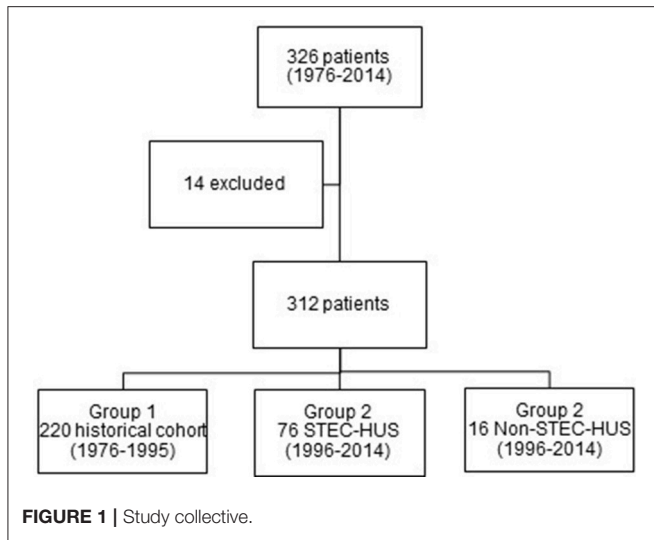 326 patients
(1976-2014)
14 excluded
312 patients
Group 1
220 historical cohort
(1976-1995)
Group 2
76 STEC-HUS
(1996-2014)
Group 2
16 Non-STEC-HUS
(1996-2014)
FIGURE 1 | Study collective.